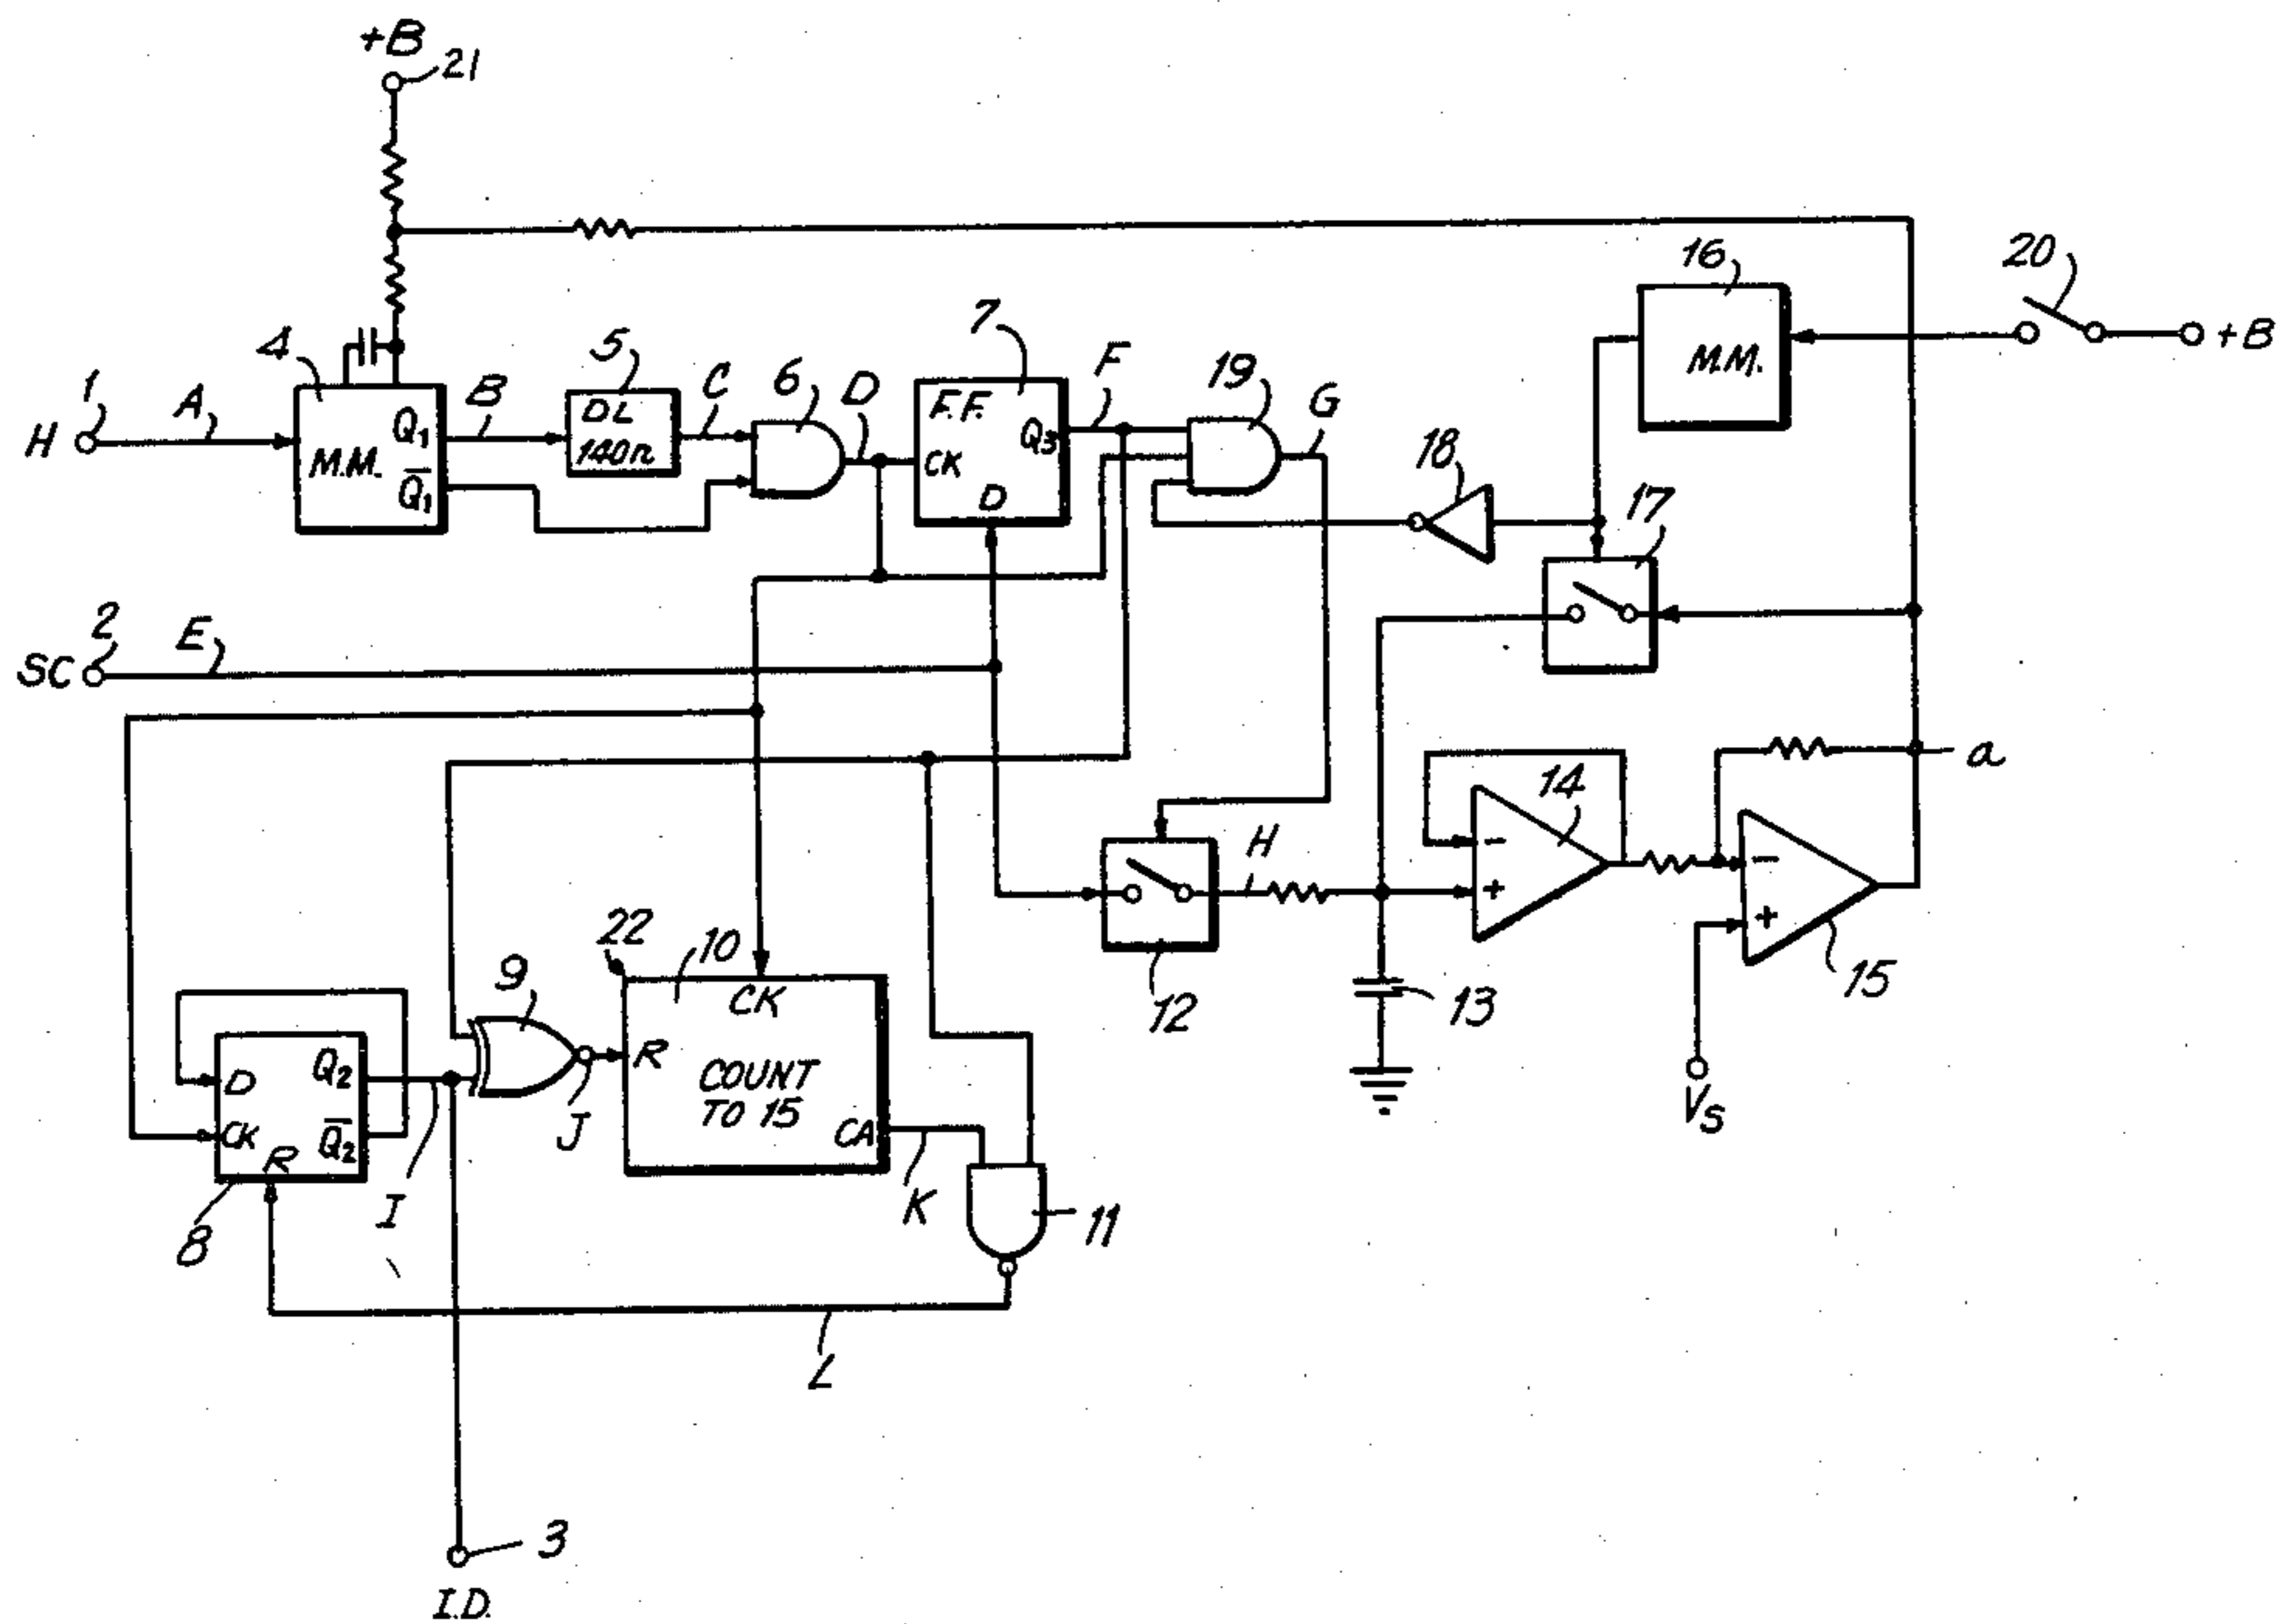 +B
21
16
20
+B
M.M.
4
5
7
F
19
1
A
B
C
6
D
G
H
Q1
M.M.
Q̅1
DL
140n
F.F.
Q3
CK
D
18
17
2
E
SC
a
14
-
+
H
-
+
15
22
10
9
12
13
CK
R
COUNT
TO 15
CA
D
Q2
CK
Q̅2
R
J
VS
I
K
11
8
L
3
I.D.